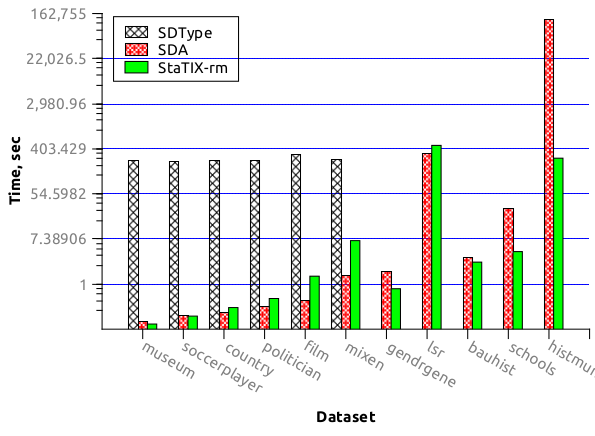 162,755
22,026.5
2,980.96
403.429
54.5982
7.38906
1
Time, sec
SDType
SDA
StaTIX-rm
museum
soccerplayer
country
politician
film
mixen
gendrgene
lsr
bauhist
schools
histmu
Dataset